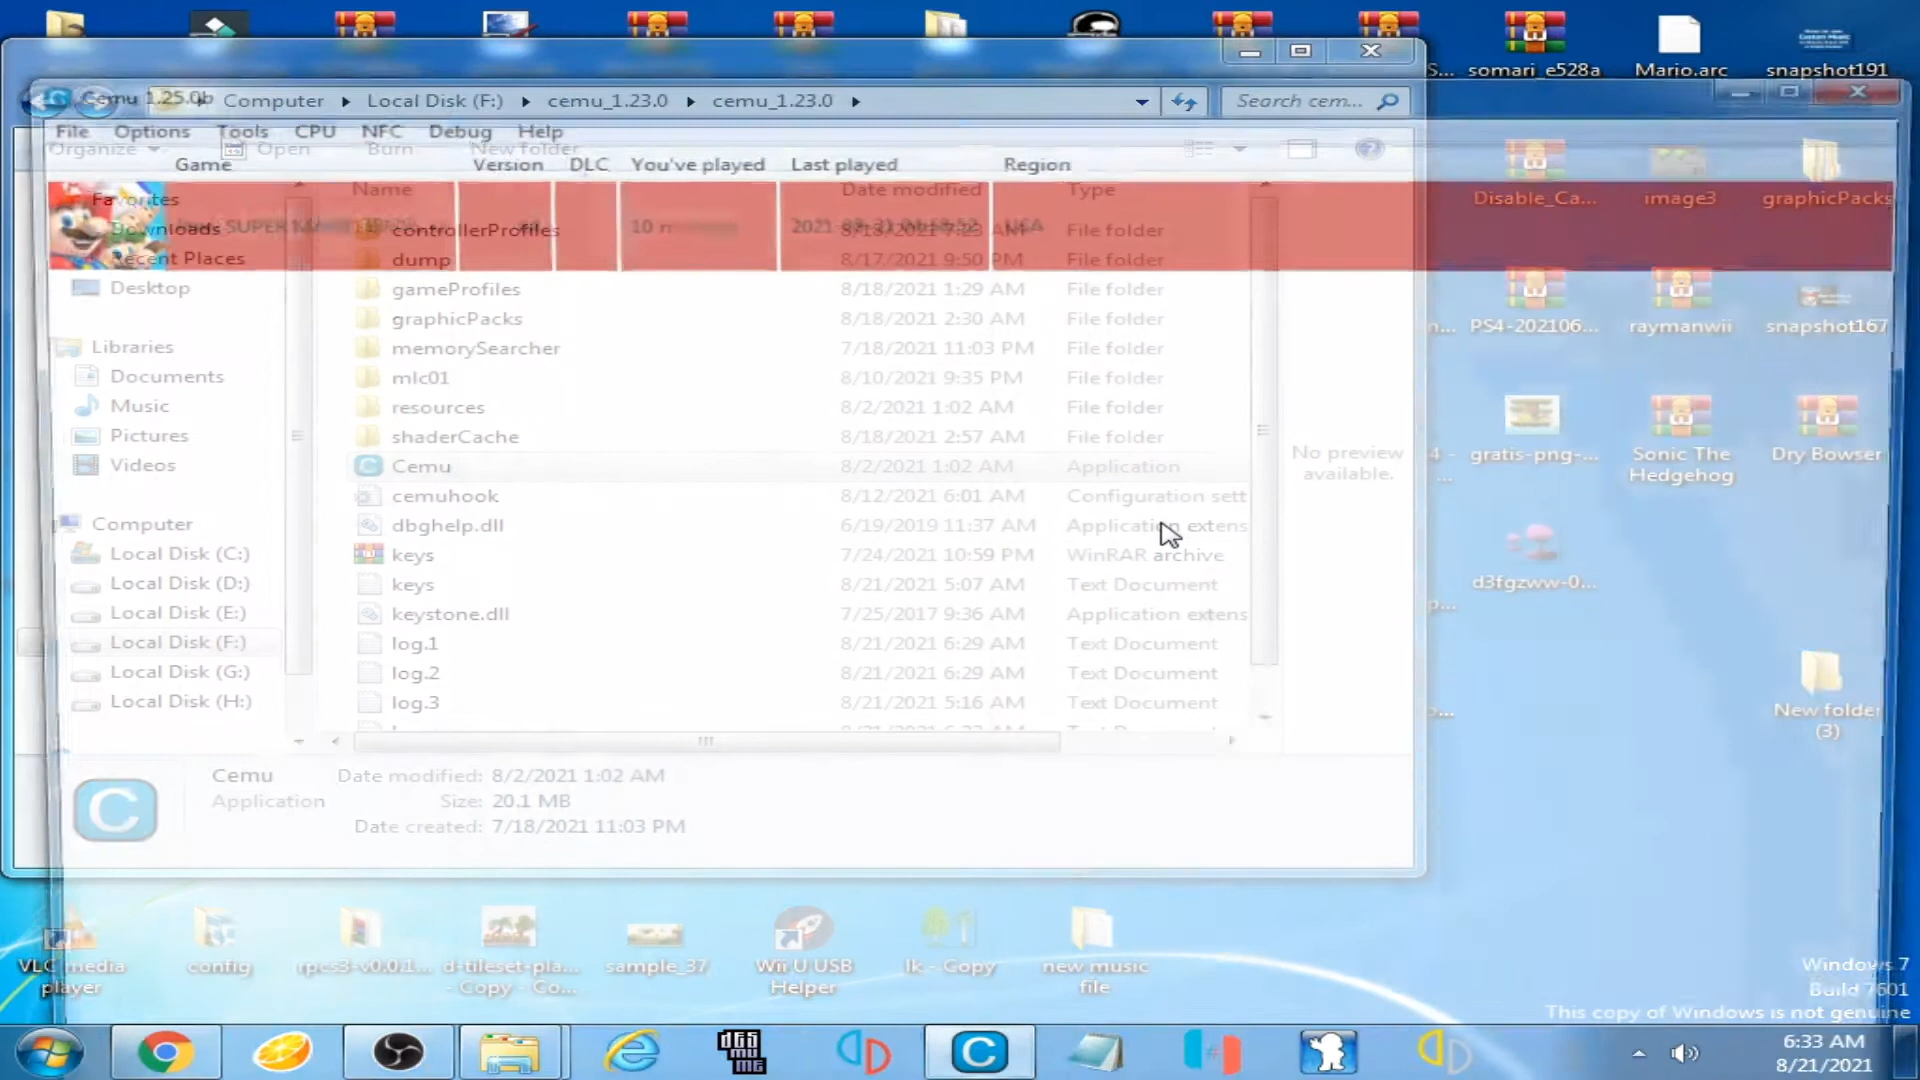 S... somari_e528a Mario.arc snapshot191
Cemu 1.25.0b
Computer Local Disk (F:) cemu_1.23.0 cemu_1.23.0 Search cem...
File Options Tools CPU NFC Debug Help
Organize Open Burn New folder
Game Version DLC You've played Last played Region
Name Date modified Type
Favorites
Downloads
Recent Places
Desktop
Libraries
Documents
Music
Pictures
Videos
Computer
Local Disk (C:)
Local Disk (D:)
Local Disk (E:)
Local Disk (F:)
Local Disk (G:)
Local Disk (H:)
SUPER
10
USA
controllerProfiles File folder
dump 8/17/2021 9:50 PM File folder
gameProfiles 8/18/2021 1:29 AM File folder
graphicPacks 8/18/2021 2:30 AM File folder
memorySearcher 7/18/2021 11:03 PM File folder
mlc01 8/10/2021 9:35 PM File folder
resources 8/2/2021 1:02 AM File folder
shaderCache 8/18/2021 2:57 AM File folder
Cemu 8/2/2021 1:02 AM Application
cemuhook 8/12/2021 6:01 AM Configuration sett
dbghelp.dll 6/19/2019 11:37 AM Application extens
keys 7/24/2021 10:59 PM WinRAR archive
keys 8/21/2021 5:07 AM Text Document
keystone.dll 7/25/2017 9:36 AM Application extens
log.1 8/21/2021 6:29 AM Text Document
log.2 8/21/2021 6:29 AM Text Document
log.3 8/21/2021 5:16 AM Text Document
No preview
available.
Cemu Date modified: 8/2/2021 1:02 AM
Application Size: 20.1 MB
Date created: 7/18/2021 11:03 PM
C
Disable_Ca... image3 graphicPacks
n... PS4-202106... raymanwii snapshot167
gratis-png-... Sonic The
Hedgehog
Dry Bowser
d3fgzww-0...
New folder
(3)
VLC media
player
config
rpcs3-v0.0.1...
d-tileset-pla...
- Copy - Co...
sample_37
Wii U USB
Helper
lk - Copy
new music
file
Windows 7
Build 7601
This copy of Windows is not genuine
6:33 AM
8/21/2021